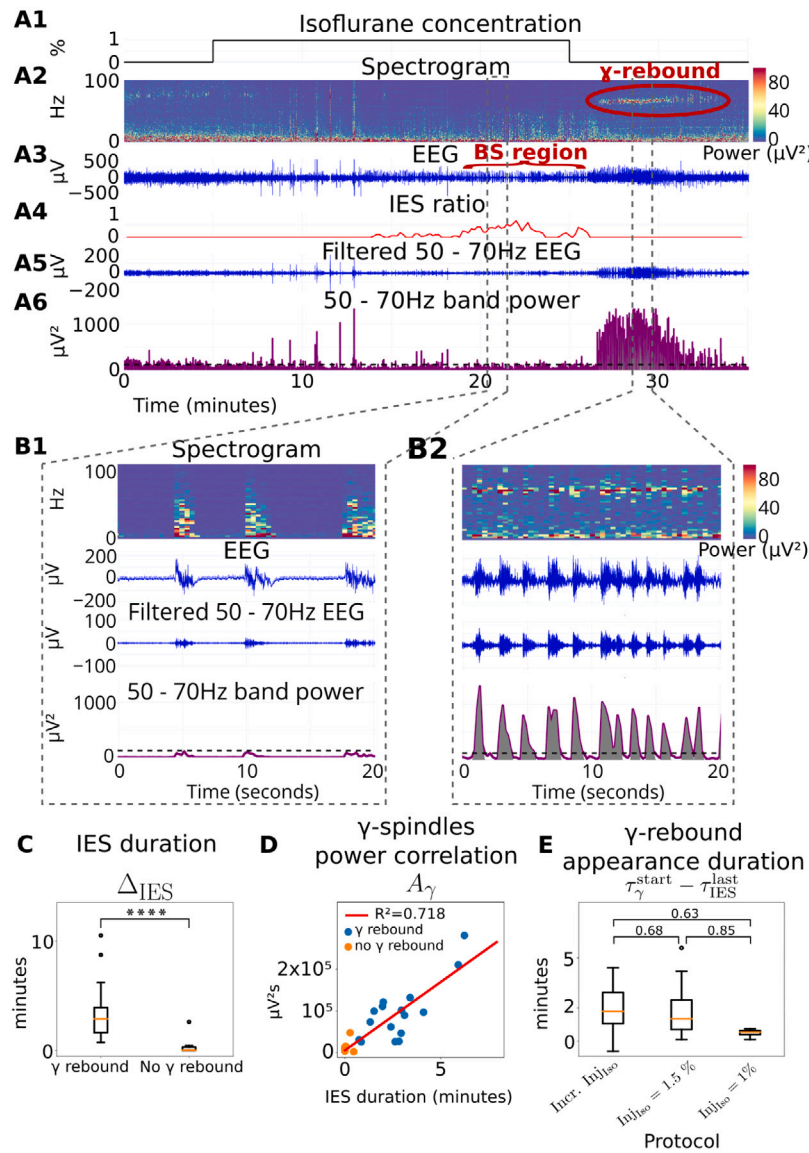 A1
Isoflurane concentration
%
1
0
A2
Spectrogram
γ-rebound
100
Hz
0
80
40
0
Power (μV²)
A3
EEG
BS region
500
μV
0
−500
A4
IES ratio
1
0
A5
Filtered 50 - 70Hz EEG
200
μV
0
−200
A6
50 - 70Hz band power
1000
μV²
0
0 10 20 30
Time (minutes)
B1
Spectrogram
100
Hz
0
EEG
200
μV
0
−200
Filtered 50 - 70Hz EEG
100
μV
0
−100
50 - 70Hz band power
1000
μV²
0
0 10 20
Time (seconds)
B2
80
40
0
Power (μV²)
0 10 20
Time (seconds)
C
IES duration
Δ_IES
****
10
minutes
0
γ rebound No γ rebound
D
γ-spindles
power correlation
A_γ
R²=0.718
γ rebound
no γ rebound
2x10⁵
μV²s
10⁵
0
0 5
IES duration (minutes)
E
γ-rebound
appearance duration
τ_γ^start − τ_IES^last
0.63
0.68 0.85
5
minutes
2
0
Incr. Inj_Iso
Inj_Iso = 1.5 %
Inj_Iso = 1%
Protocol